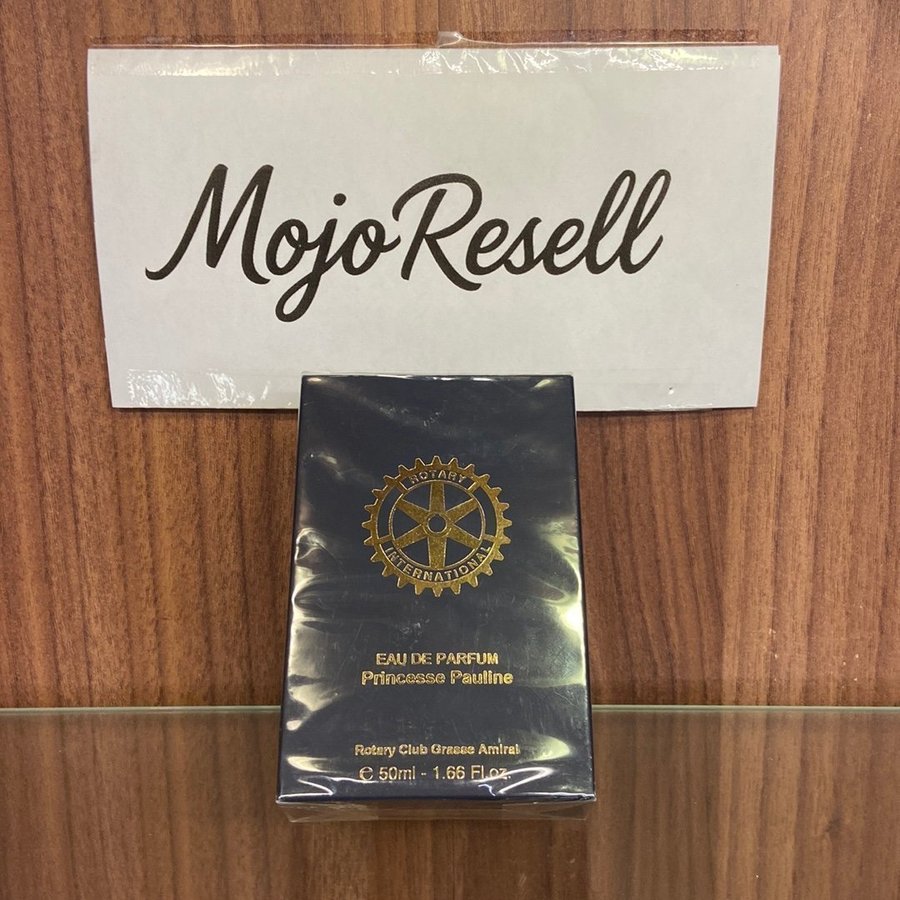 MojoResell
ROTARY
INTERNATIONAL
EAU DE PARFUM
Princesse Pauline
Rotary Club Grasse Amiral
℮ 50ml - 1.66 Fl.oz.